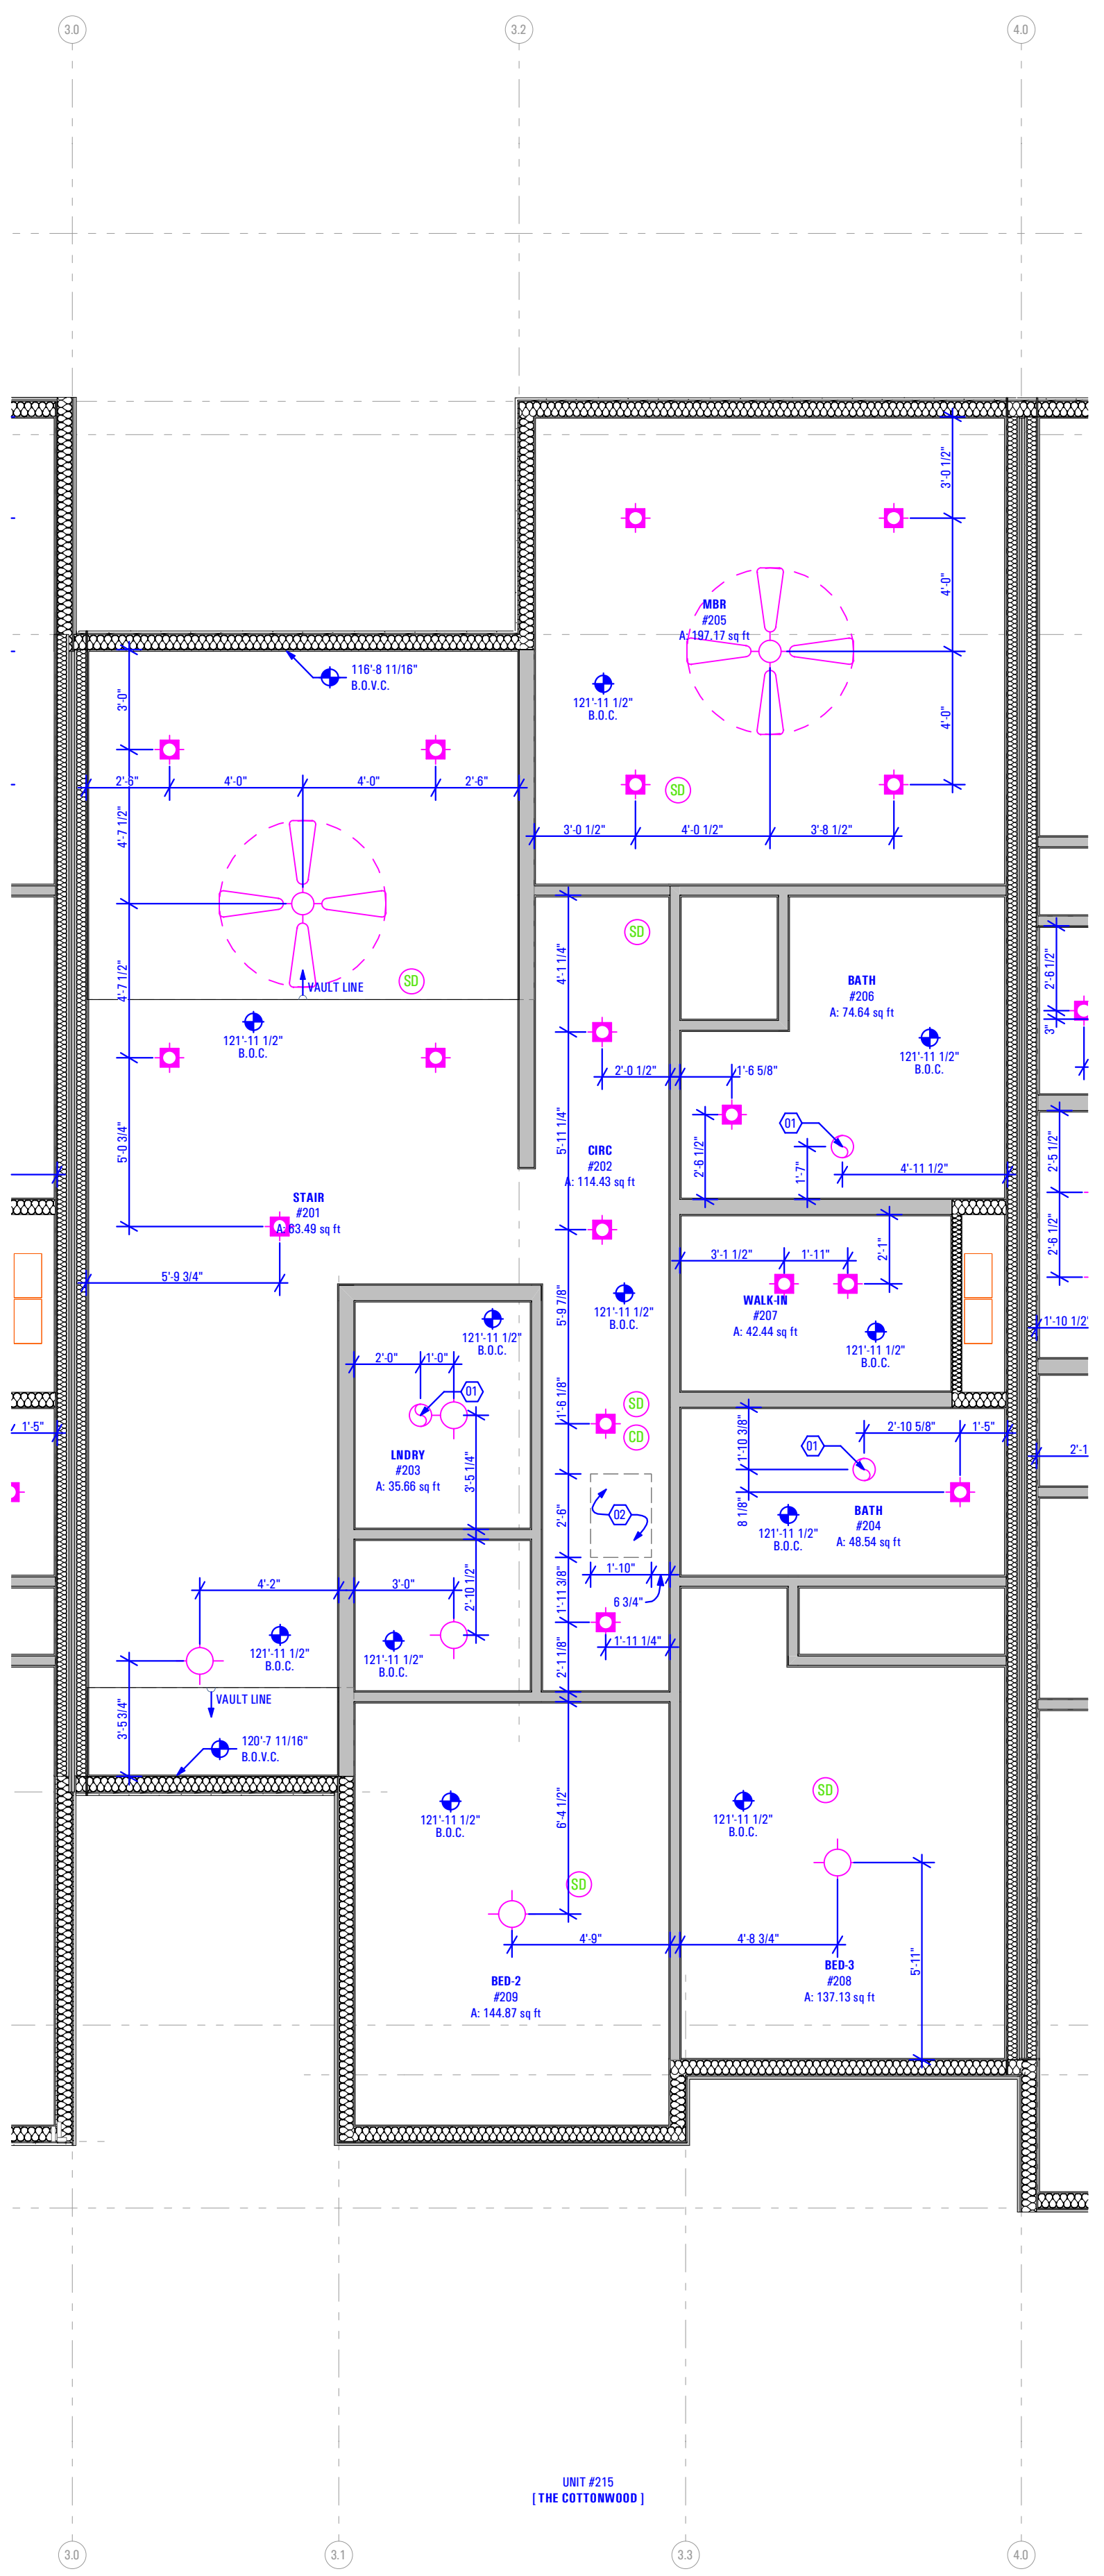 3.0
3.2
4.0
3'-0 1/2"
4'-0"
4'-0"
MBR
#205
A: 197.17 sq ft
121'-11 1/2"
B.O.C.
116'-8 11/16"
B.O.V.C.
3'-0"
2'-6"
4'-0"
4'-0"
2'-6"
SD
3'-0 1/2"
4'-0 1/2"
3'-8 1/2"
4'-7 1/2"
4'-7 1/2"
SD
VAULT LINE
121'-11 1/2"
B.O.C.
SD
4'-1 1/4"
BATH
#206
A: 74.64 sq ft
121'-11 1/2"
B.O.C.
2'-6 1/2"
3"
2'-0 1/2"
1'-6 5/8"
01
5'-0 3/4"
5'-11 1/4"
CIRC
#202
A: 114.43 sq ft
2'-6 1/2"
1'-7"
4'-11 1/2"
2'-5 1/2"
STAIR
#201
A: 83.49 sq ft
2'-1"
2'-6 1/2"
3'-1 1/2"
1'-11"
5'-9 3/4"
5'-9 7/8"
121'-11 1/2"
B.O.C.
WALK-IN
#207
A: 42.44 sq ft
121'-11 1/2"
B.O.C.
1'-10 1/2"
121'-11 1/2"
B.O.C.
2'-0"
1'-0"
01
1'-6 1/8"
SD
CD
1'-5"
LNDRY
#203
A: 35.66 sq ft
3'-5 1/4"
1'-10 3/8"
2'-10 5/8"
1'-5"
01
2'-1
8 1/8"
BATH
#204
A: 48.54 sq ft
121'-11 1/2"
B.O.C.
2'-6"
02
1'-10"
6 3/4"
4'-2"
3'-0"
2'-10 1/2"
1'-11 3/8"
1'-11 1/4"
2'-1 1/8"
121'-11 1/2"
B.O.C.
121'-11 1/2"
B.O.C.
VAULT LINE
3'-5 3/4"
120'-7 11/16"
B.O.V.C.
121'-11 1/2"
B.O.C.
6'-4 1/2"
121'-11 1/2"
B.O.C.
SD
SD
4'-9"
4'-8 3/4"
5'-11"
BED-2
#209
A: 144.87 sq ft
BED-3
#208
A: 137.13 sq ft
UNIT #215
[ THE COTTONWOOD ]
3.0
3.1
3.3
4.0